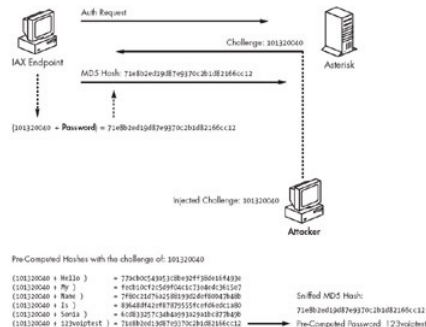 Auth Request
Challenge: 101320040
IAX Endpoint
Asterisk
MD5 Hash: 71e8b2ed19d87e9370c2b1d82166cc12
(101320040 + Password) = 71e8b2ed19d87e9370c2b1d82166cc12
Injected Challenge: 101320040
Attacker
Pre-Computed Hashes with the challenge of: 101320040
(101320040 + Hello )
(101320040 + My )
(101320040 + Name )
(101320040 + Is )
(101320040 + Sonia )
(101320040 + 123voiptest ) = 71e8b2ed19d87e9370c2b1d82166cc12
Sniffed MD5 Hash:
71e8b2ed19d87e9370c2b1d82166cc12
Pre-Computed Password: 123voiptest